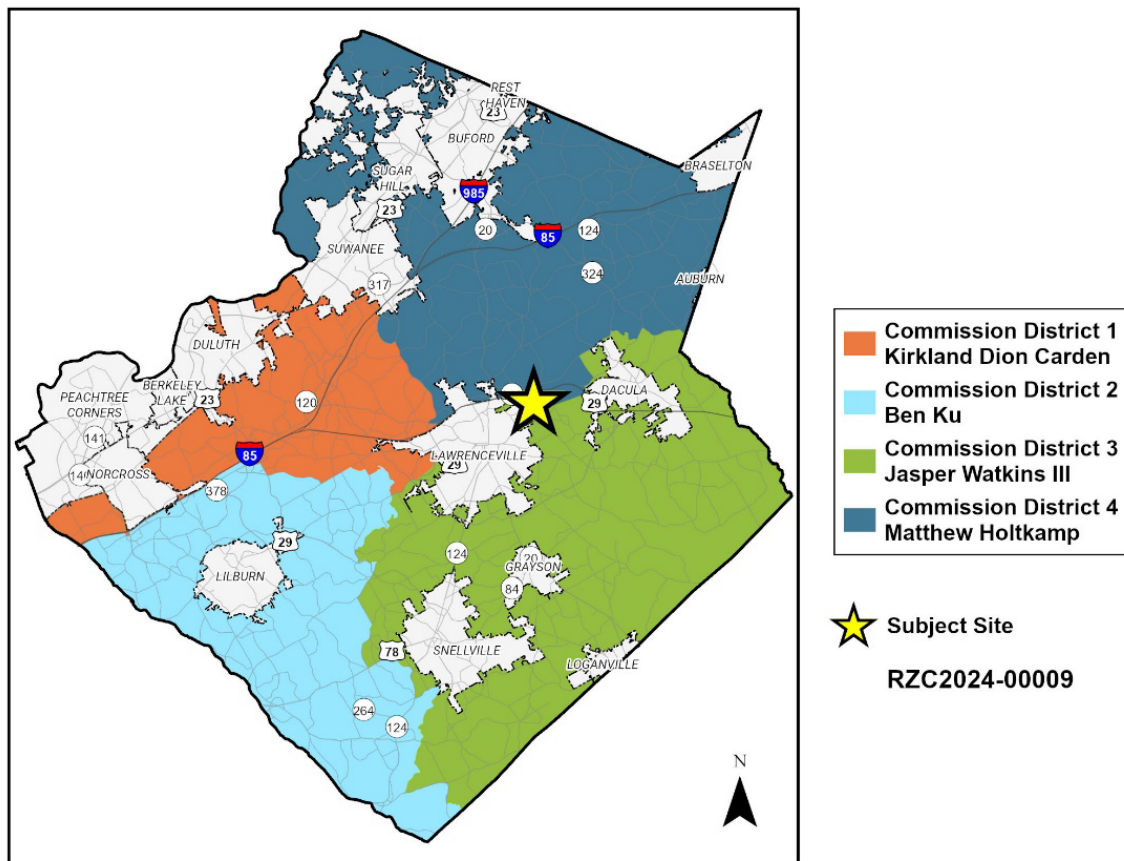 REST
HAVEN
23
BUFORD
BRASELTON
SUGAR
HILL
985
23
20
85
124
SUWANEE
324
AUBURN
317
DULUTH
BERKELEY
LAKE
23
PEACHTREE
CORNERS
120
DACULA
29
141
85
LAWRENCEVILLE
29
14
NORCROSS
378
29
LILBURN
124
20
GRAYSON
84
SNELLVILLE
78
LOGANVILLE
264
124
N
Commission District 1
Kirkland Dion Carden
Commission District 2
Ben Ku
Commission District 3
Jasper Watkins III
Commission District 4
Matthew Holtkamp
Subject Site
RZC2024-00009